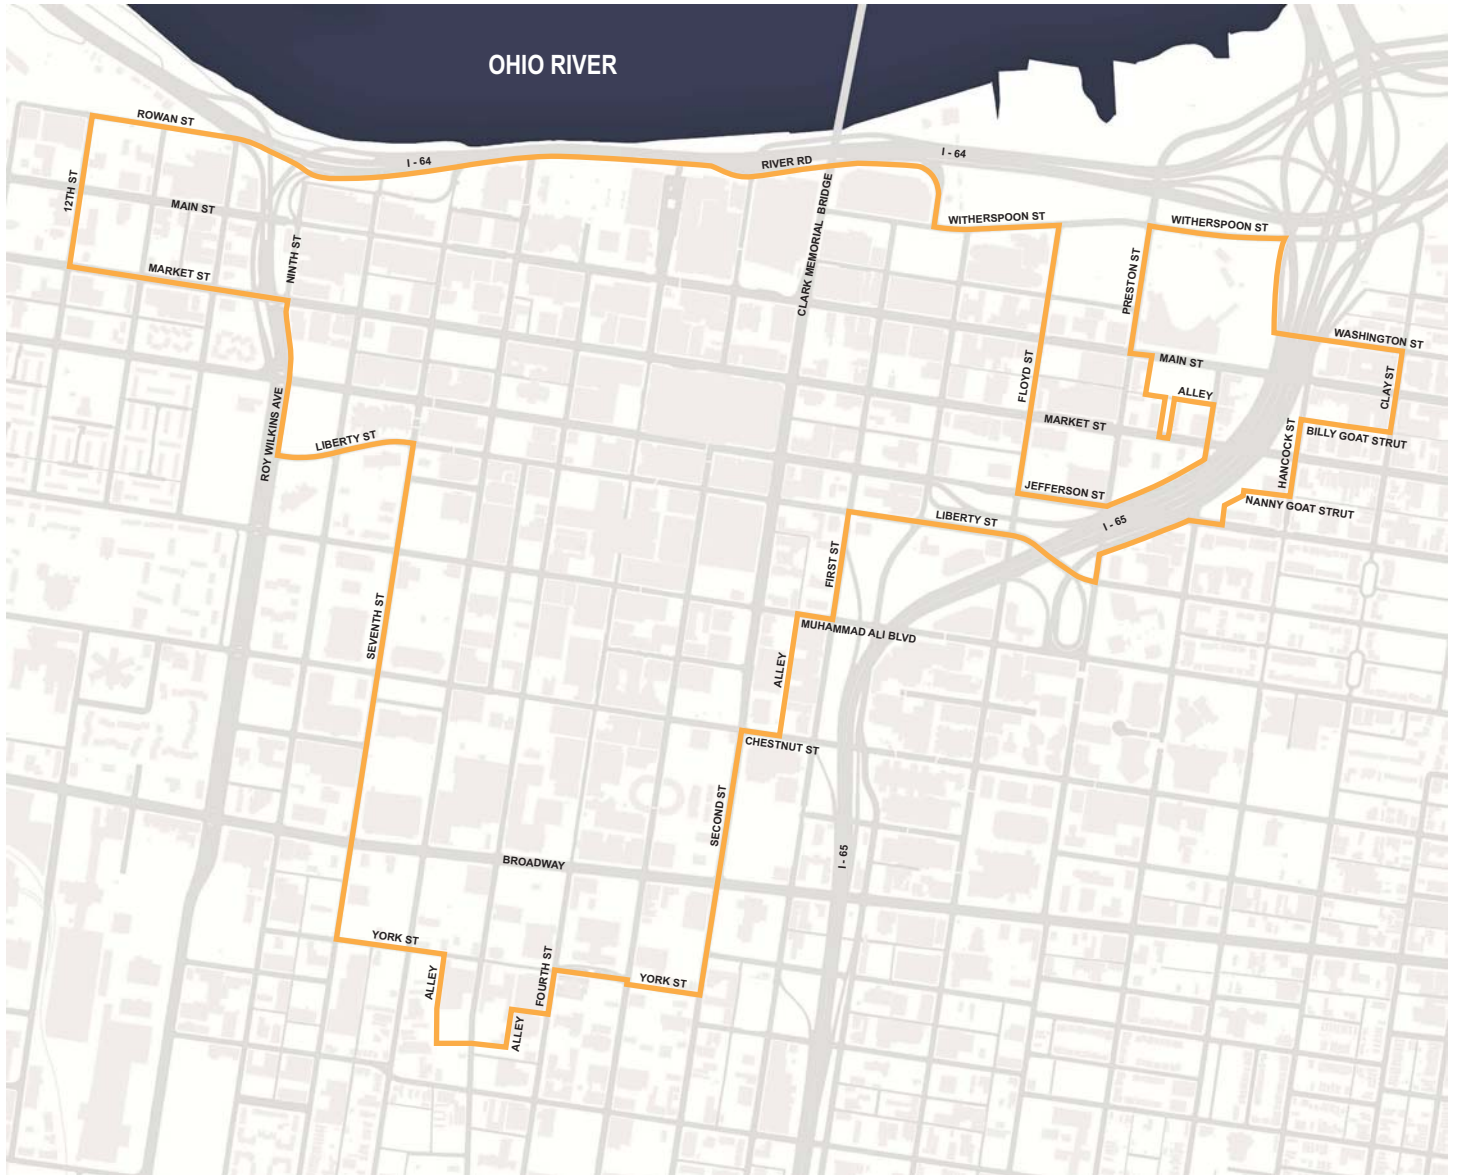 OHIO RIVER
ROWAN ST
I - 64
RIVER RD
I - 64
12TH ST
MAIN ST
WITHERSPOON ST
WITHERSPOON ST
NINTH ST
CLARK MEMORIAL BRIDGE
PRESTON ST
MARKET ST
WASHINGTON ST
MAIN ST
FLOYD ST
ALLEY
CLAY ST
MARKET ST
ROY WILKINS AVE
LIBERTY ST
HANCOCK ST
BILLY GOAT STRUT
JEFFERSON ST
NANNY GOAT STRUT
LIBERTY ST
I - 65
FIRST ST
SEVENTH ST
MUHAMMAD ALI BLVD
ALLEY
CHESTNUT ST
SECOND ST
BROADWAY
I - 65
YORK ST
ALLEY
FOURTH ST
YORK ST
ALLEY